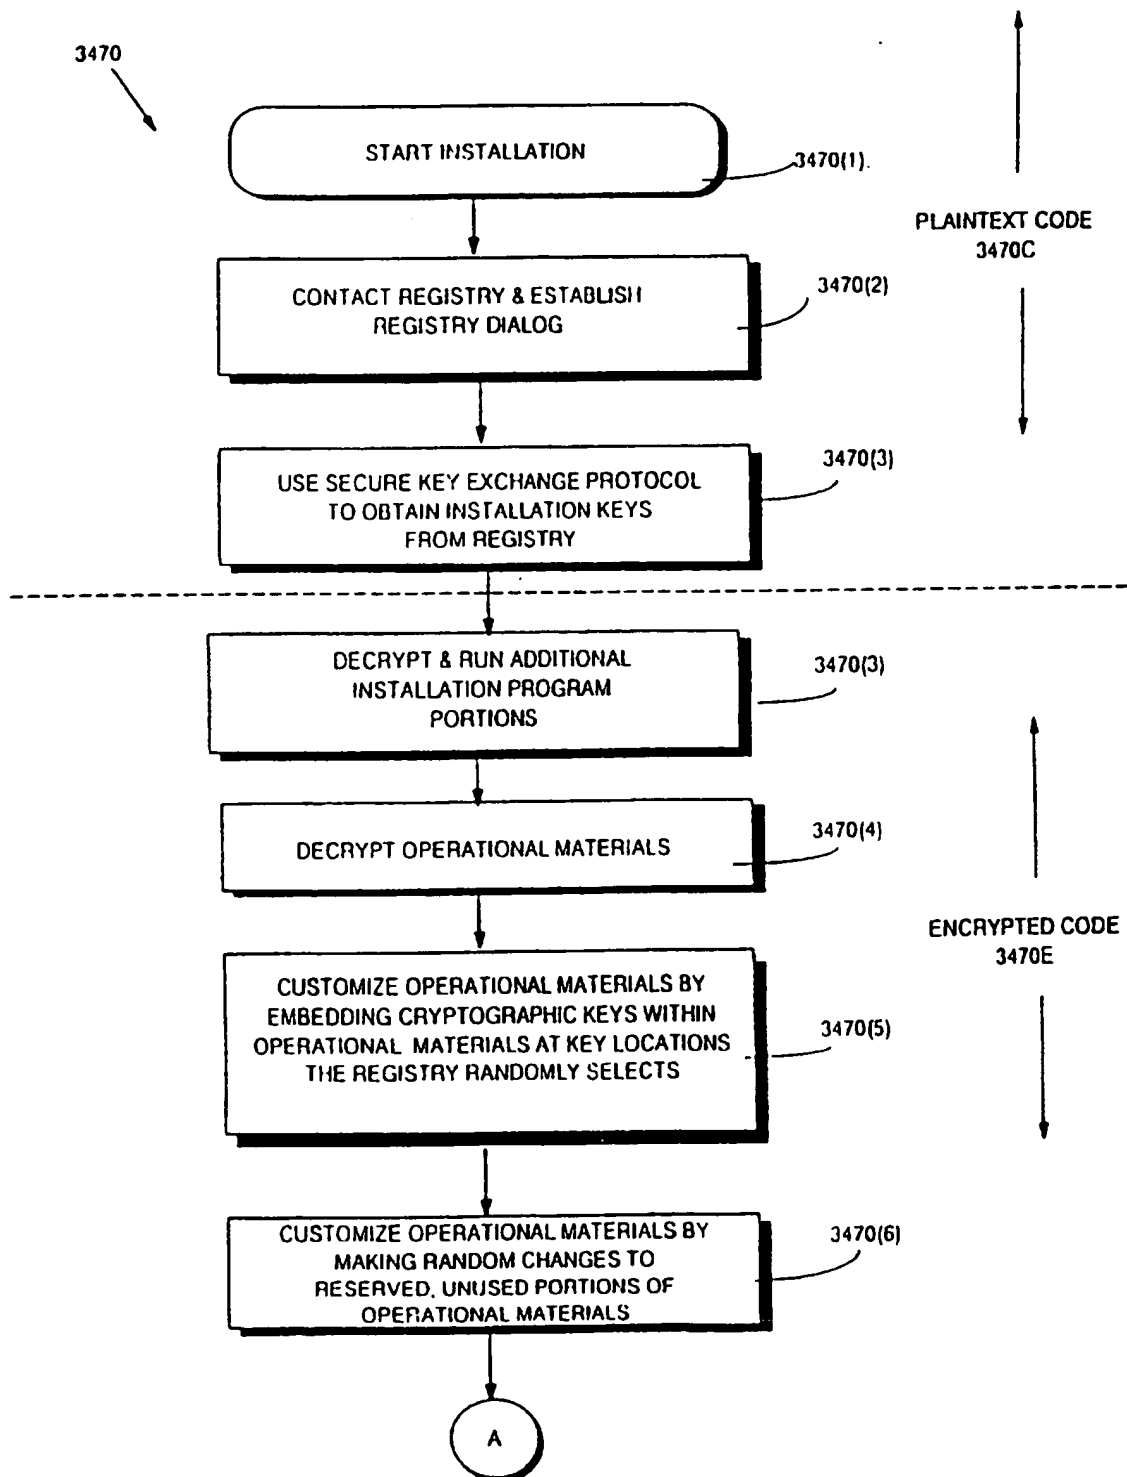 3470
START INSTALLATION
3470(1).
PLAINTEXT CODE
3470C
CONTACT REGISTRY & ESTABLISH
REGISTRY DIALOG
3470(2)
USE SECURE KEY EXCHANGE PROTOCOL
TO OBTAIN INSTALLATION KEYS
FROM REGISTRY
3470(3)
DECRYPT & RUN ADDITIONAL
INSTALLATION PROGRAM
PORTIONS
3470(3)
DECRYPT OPERATIONAL MATERIALS
3470(4)
ENCRYPTED CODE
3470E
CUSTOMIZE OPERATIONAL MATERIALS BY
EMBEDDING CRYPTOGRAPHIC KEYS WITHIN
OPERATIONAL MATERIALS AT KEY LOCATIONS
THE REGISTRY RANDOMLY SELECTS
3470(5)
CUSTOMIZE OPERATIONAL MATERIALS BY
MAKING RANDOM CHANGES TO
RESERVED, UNUSED PORTIONS OF
OPERATIONAL MATERIALS
3470(6)
A